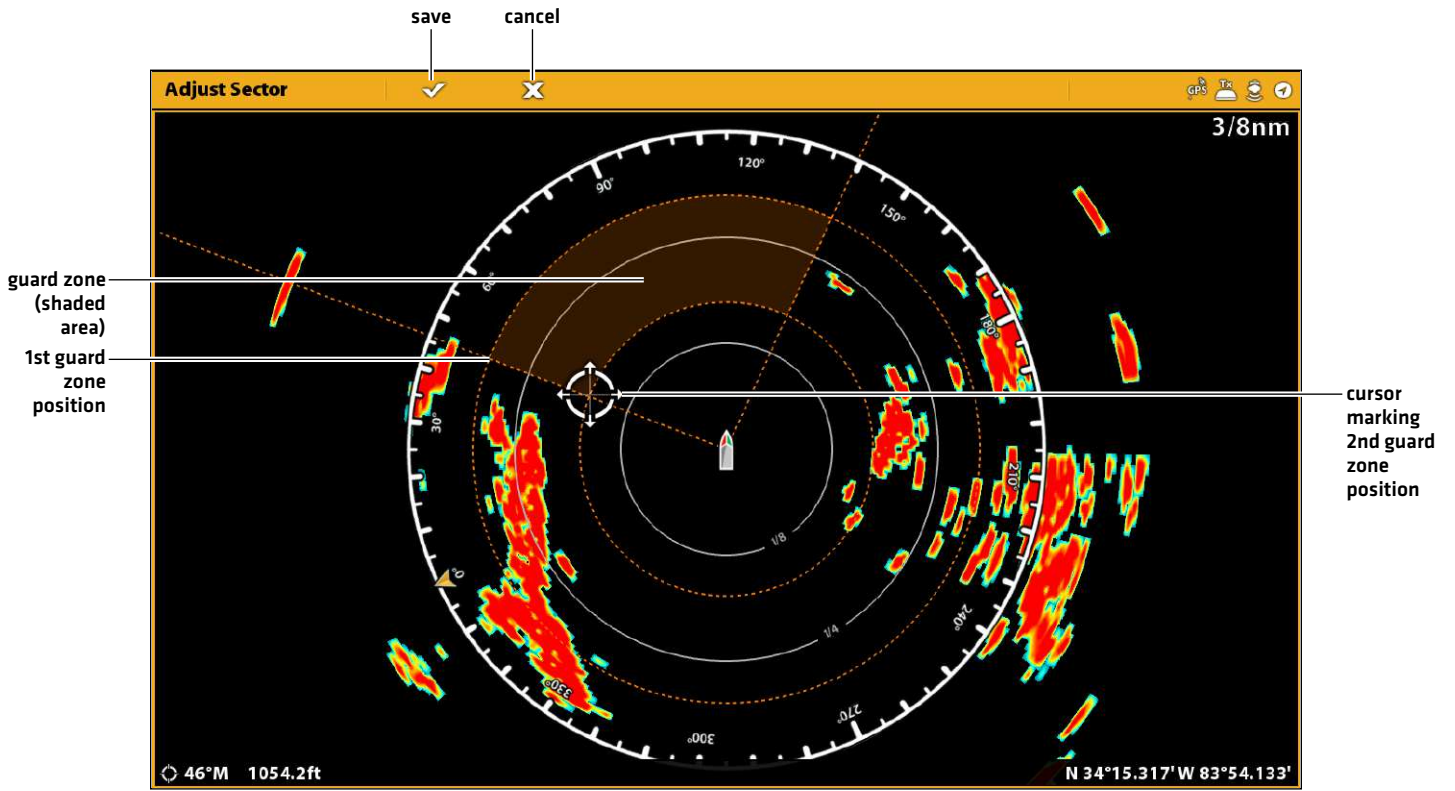 save
cancel
Adjust Sector
GPS
Tx
3/8nm
120°
90°
150°
60°
guard zone
(shaded
area)
180°
1st guard
zone
position
cursor
marking
2nd guard
zone
position
30°
210°
1/8
0°
240°
1/4
330°
270°
300°
46°M 1054.2ft
N 34°15.317' W 83°54.133'